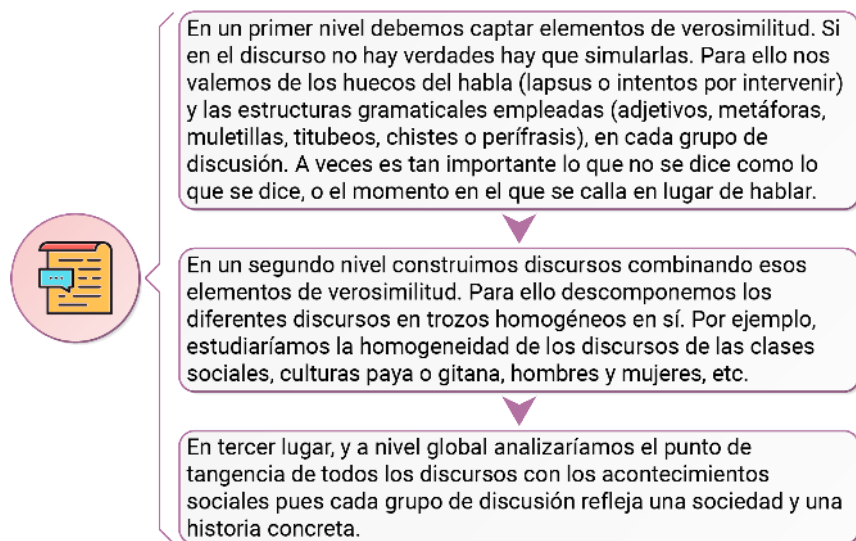 En un primer nivel debemos captar elementos de verosimilitud. Si
en el discurso no hay verdades hay que simularlas. Para ello nos
valemos de los huecos del habla (lapsus o intentos por intervenir)
y las estructuras gramaticales empleadas (adjetivos, metáforas,
muletillas, titubeos, chistes o perífrasis), en cada grupo de
discusión. A veces es tan importante lo que no se dice como lo
que se dice, o el momento en el que se calla en lugar de hablar.
En un segundo nivel construimos discursos combinando esos
elementos de verosimilitud. Para ello descomponemos los
diferentes discursos en trozos homogéneos en sí. Por ejemplo,
estudiaríamos la homogeneidad de los discursos de las clases
sociales, culturas paya o gitana, hombres y mujeres, etc.
En tercer lugar, y a nivel global analizaríamos el punto de
tangencia de todos los discursos con los acontecimientos
sociales pues cada grupo de discusión refleja una sociedad y una
historia concreta.